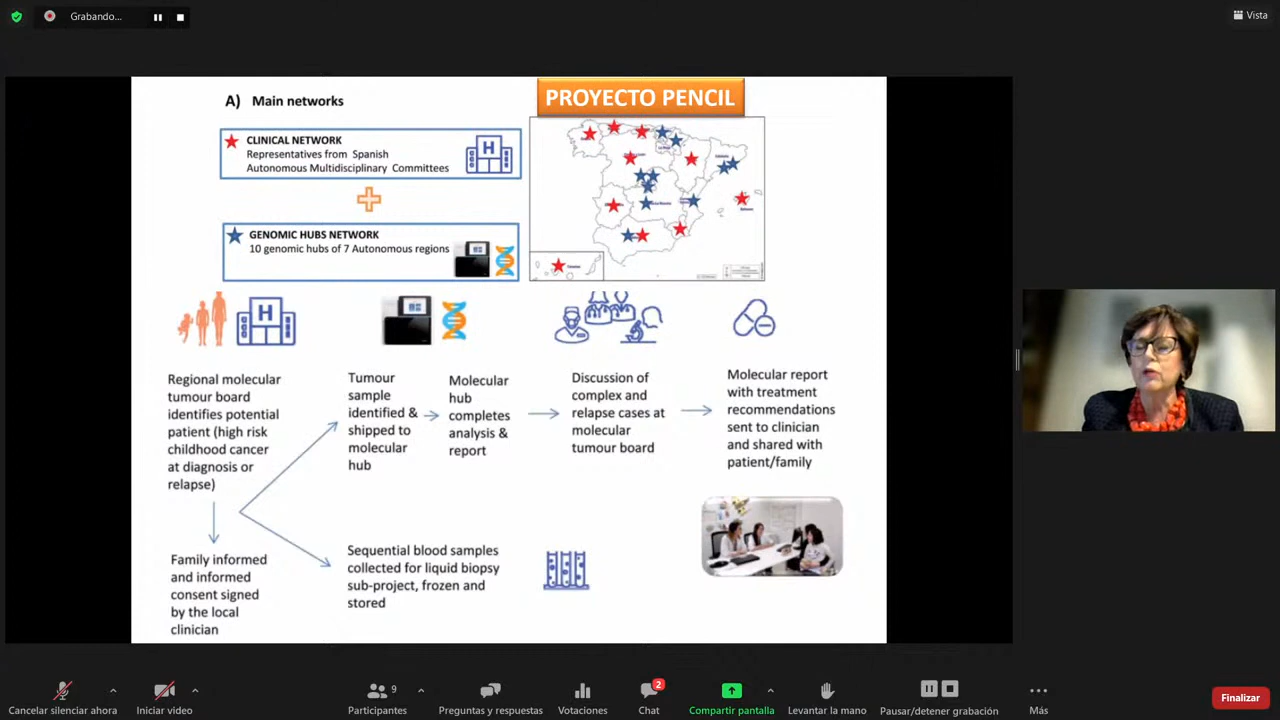 Grabando...
Vista
A) Main networks
PROYECTO PENCIL
CLINICAL NETWORK
Representatives from Spanish
Autonomous Multidisciplinary Committees
H
GENOMIC HUBS NETWORK
10 genomic hubs of 7 Autonomous regions
H
Regional molecular
tumour board
identifies potential
patient (high risk
childhood cancer
at diagnosis or
relapse)
Tumour
sample
identified &
shipped to
molecular
hub
Molecular
hub
completes
analysis &
report
Discussion of
complex and
relapse cases at
molecular
tumour board
Molecular report
with treatment
recommendations
sent to clinician
and shared with
patient/family
Family informed
and informed
consent signed
by the local
clinician
Sequential blood samples
collected for liquid biopsy
sub-project, frozen and
stored
Cancelar silenciar ahora
Iniciar video
9
Participantes
Preguntas y respuestas
Votaciones
2
Chat
Compartir pantalla
Levantar la mano
Pausar/detener grabación
Más
Finalizar